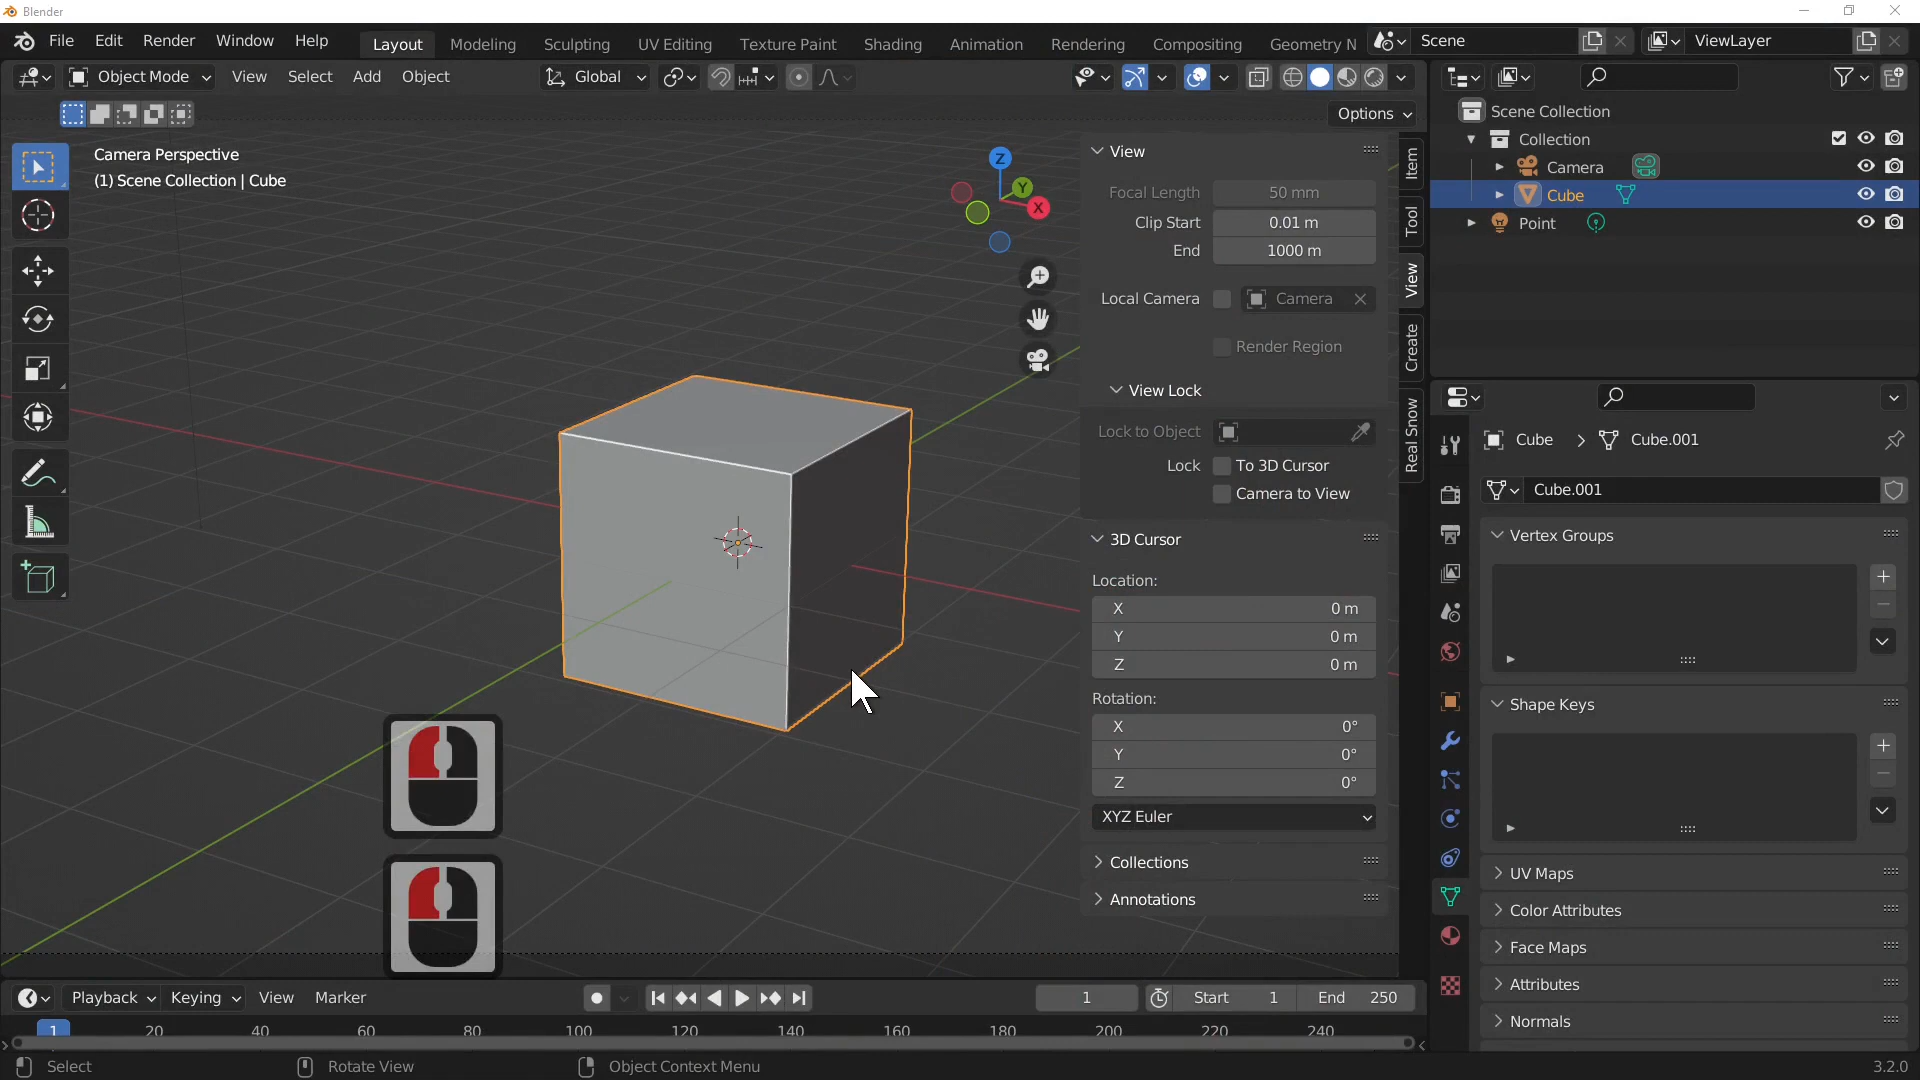 Blender
File Edit Render Window Help Layout Modeling Sculpting UV Editing Texture Paint Shading Animation Rendering Compositing Geometry N Scene ViewLayer
Object Mode View Select Add Object Global
Options
Camera Perspective
(1) Scene Collection | Cube
Z
Y
X
View
Focal Length 50 mm
Clip Start 0.01 m
End 1000 m
Local Camera Camera
Render Region
View Lock
Lock to Object
Lock To 3D Cursor
Camera to View
3D Cursor
Location:
X 0 m
Y 0 m
Z 0 m
Rotation:
X 0°
Y 0°
Z 0°
XYZ Euler
Collections
Annotations
Item
Tool
View
Create
Real Snow
Scene Collection
Collection
Camera
Cube
Point
Cube Cube.001
Cube.001
Vertex Groups
Shape Keys
UV Maps
Color Attributes
Face Maps
Attributes
Normals
Playback Keying View Marker 1 Start 1 End 250
1 20 40 60 80 100 120 140 160 180 200 220 240
Select Rotate View Object Context Menu 3.2.0